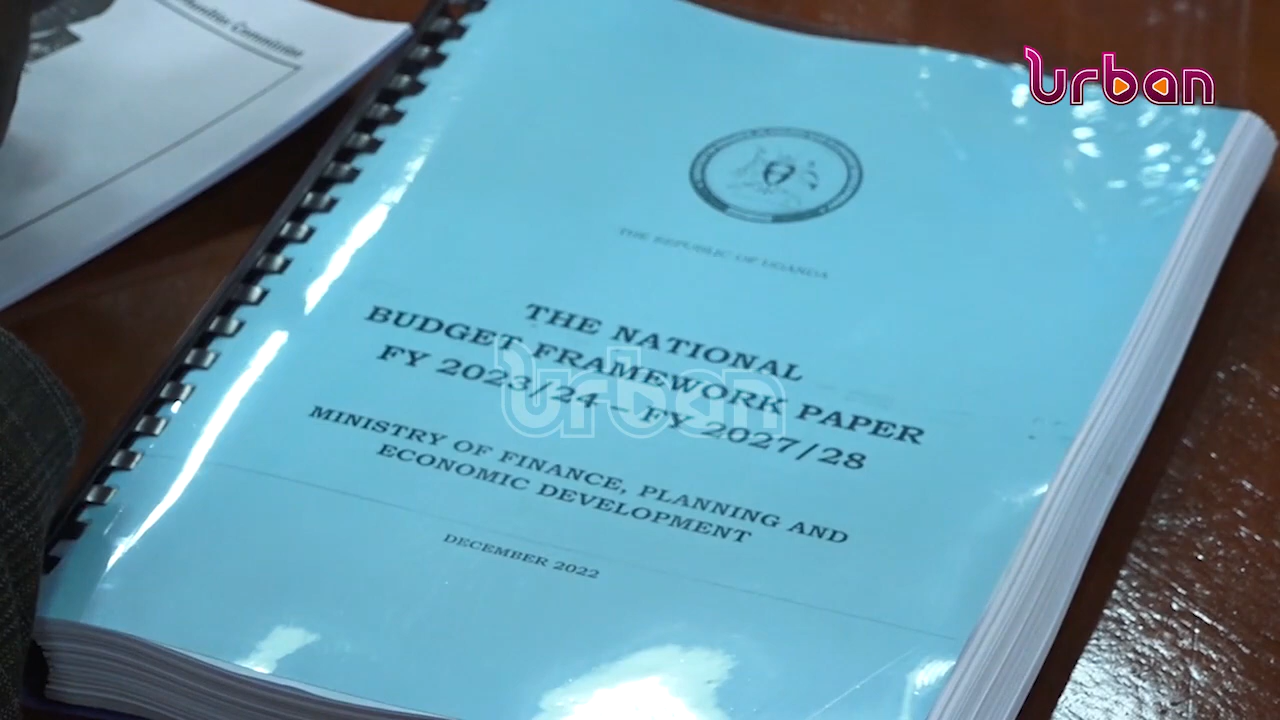 Commission
urban
THE REPUBLIC OF UGANDA
THE NATIONAL
BUDGET FRAMEWORK PAPER
FY 2023/24 – FY 2027/28
urban
MINISTRY OF FINANCE, PLANNING AND
ECONOMIC DEVELOPMENT
DECEMBER 2022